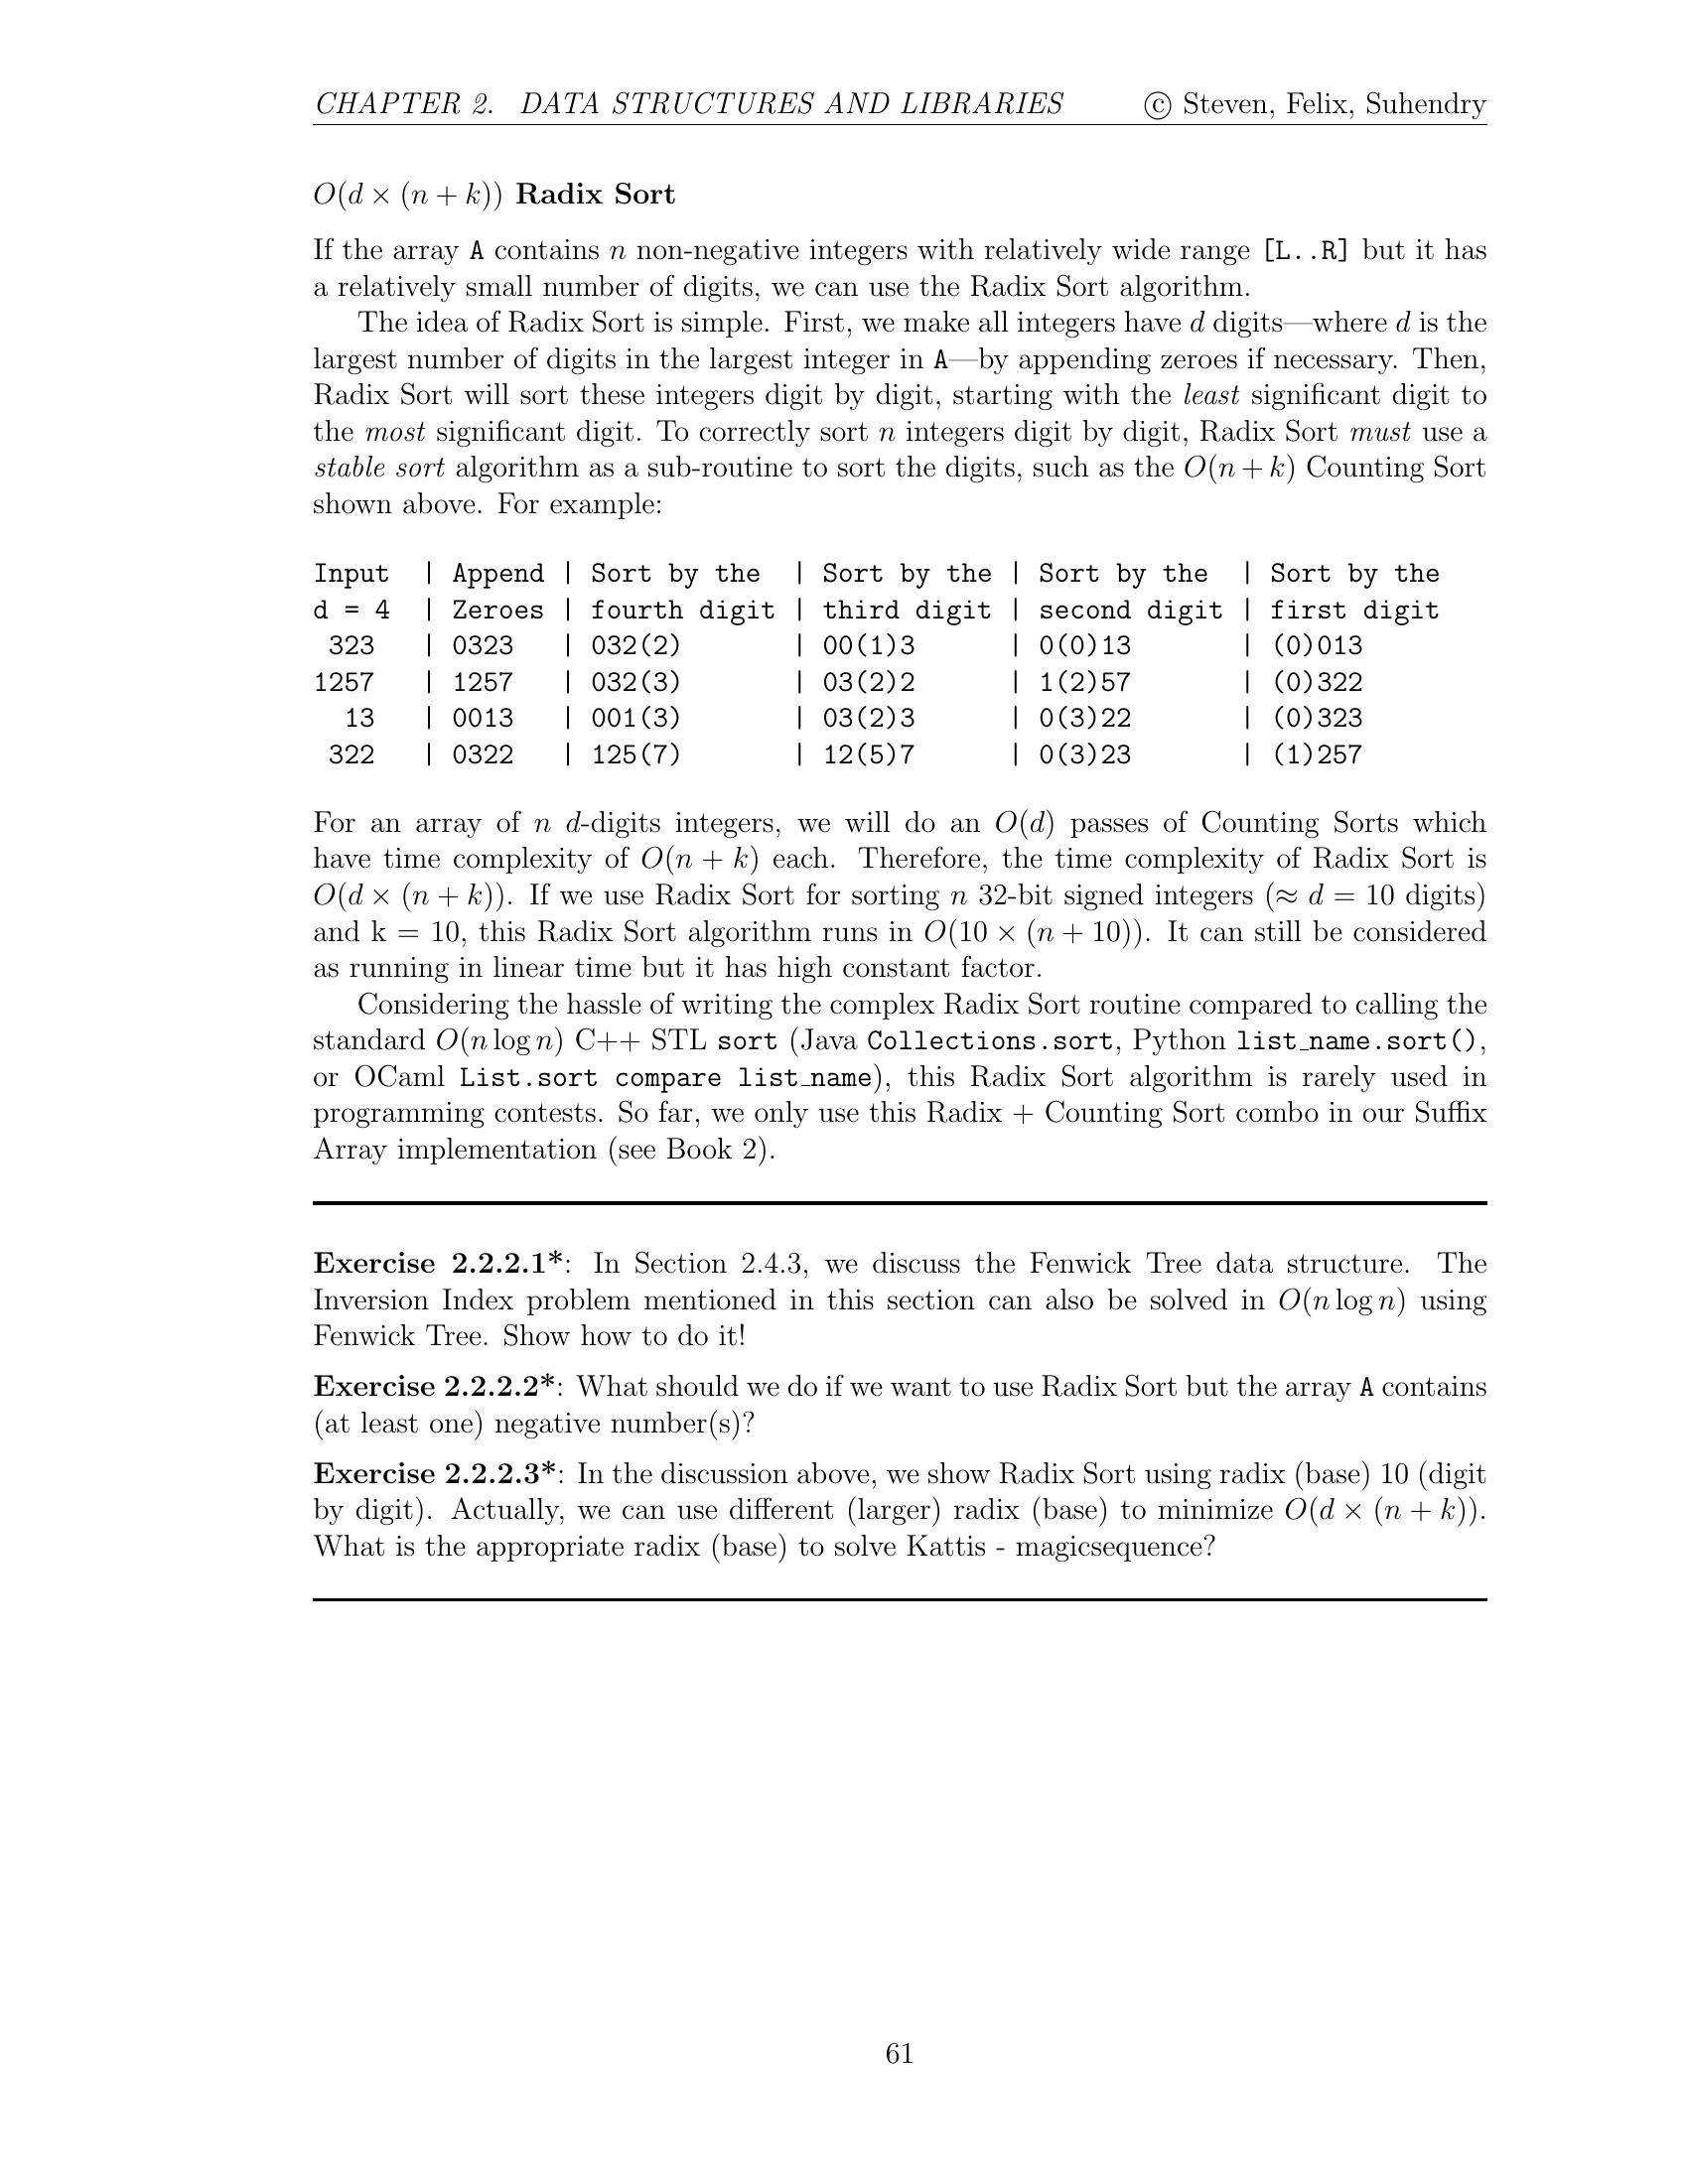 CHAPTER 2. DATA STRUCTURES AND LIBRARIES © Steven, Felix, Suhendry
O(d × (n + k)) Radix Sort
If the array A contains n non-negative integers with relatively wide range [L..R] but it has
a relatively small number of digits, we can use the Radix Sort algorithm.
The idea of Radix Sort is simple. First, we make all integers have d digits—where d is the
largest number of digits in the largest integer in A—by appending zeroes if necessary. Then,
Radix Sort will sort these integers digit by digit, starting with the least significant digit to
the most significant digit. To correctly sort n integers digit by digit, Radix Sort must use a
stable sort algorithm as a sub-routine to sort the digits, such as the O(n + k) Counting Sort
shown above. For example:
Input  | Append | Sort by the  | Sort by the | Sort by the  | Sort by the
d = 4  | Zeroes | fourth digit | third digit | second digit | first digit
 323   | 0323   | 032(2)       | 00(1)3      | 0(0)13       | (0)013
1257   | 1257   | 032(3)       | 03(2)2      | 1(2)57       | (0)322
  13   | 0013   | 001(3)       | 03(2)3      | 0(3)22       | (0)323
 322   | 0322   | 125(7)       | 12(5)7      | 0(3)23       | (1)257
For an array of n d-digits integers, we will do an O(d) passes of Counting Sorts which
have time complexity of O(n + k) each. Therefore, the time complexity of Radix Sort is
O(d × (n + k)). If we use Radix Sort for sorting n 32-bit signed integers (≈ d = 10 digits)
and k = 10, this Radix Sort algorithm runs in O(10 × (n + 10)). It can still be considered
as running in linear time but it has high constant factor.
Considering the hassle of writing the complex Radix Sort routine compared to calling the
standard O(n log n) C++ STL sort (Java Collections.sort, Python list_name.sort(),
or OCaml List.sort compare list_name), this Radix Sort algorithm is rarely used in
programming contests. So far, we only use this Radix + Counting Sort combo in our Suffix
Array implementation (see Book 2).
Exercise 2.2.2.1*: In Section 2.4.3, we discuss the Fenwick Tree data structure. The
Inversion Index problem mentioned in this section can also be solved in O(n log n) using
Fenwick Tree. Show how to do it!
Exercise 2.2.2.2*: What should we do if we want to use Radix Sort but the array A contains
(at least one) negative number(s)?
Exercise 2.2.2.3*: In the discussion above, we show Radix Sort using radix (base) 10 (digit
by digit). Actually, we can use different (larger) radix (base) to minimize O(d × (n + k)).
What is the appropriate radix (base) to solve Kattis - magicsequence?
61